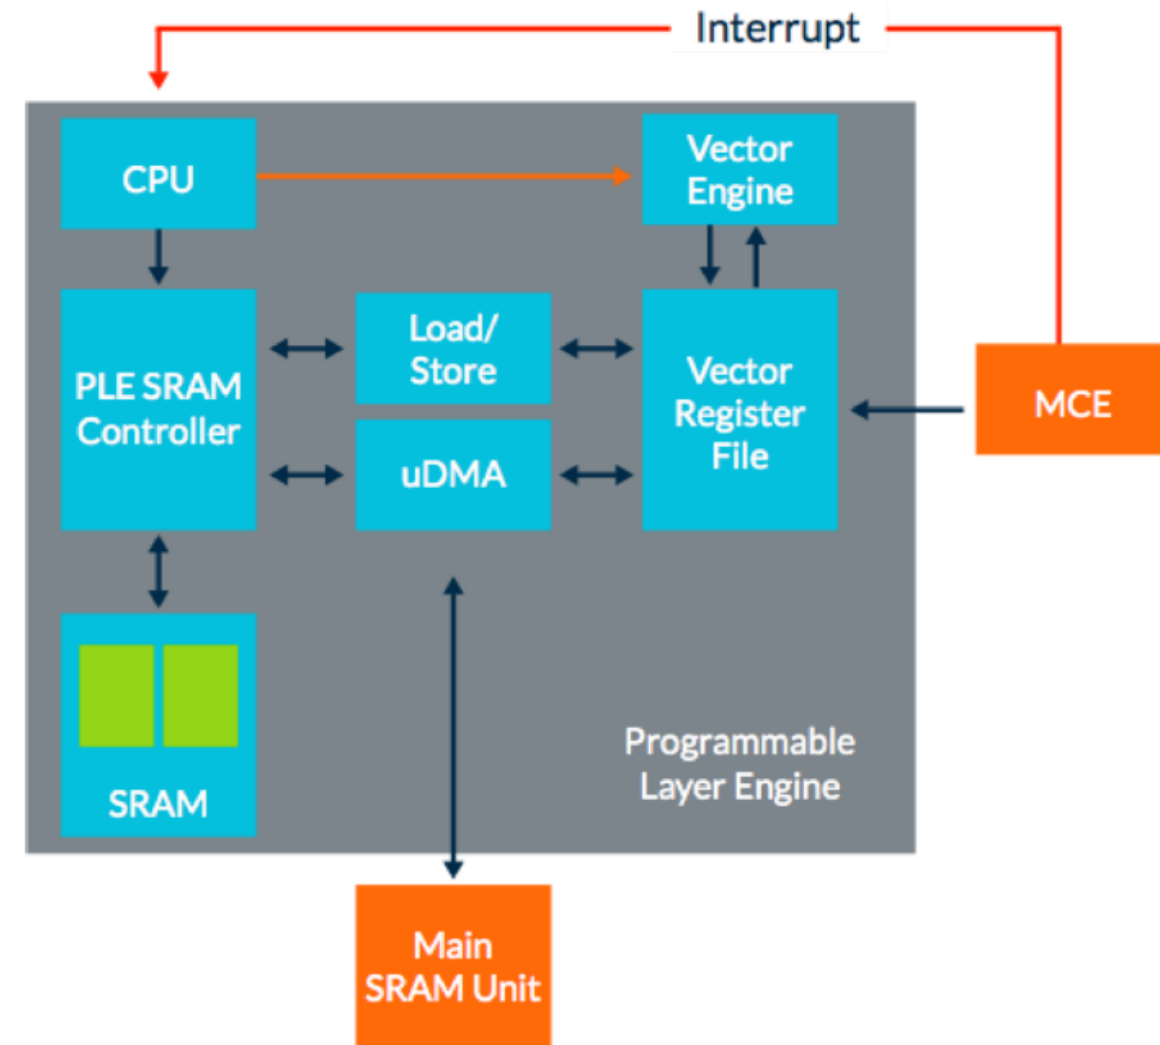 Interrupt
CPU
Vector
Engine
PLE SRAM
Controller
Load/
Store
uDMA
Vector
Register
File
MCE
SRAM
Programmable
Layer Engine
Main
SRAM Unit